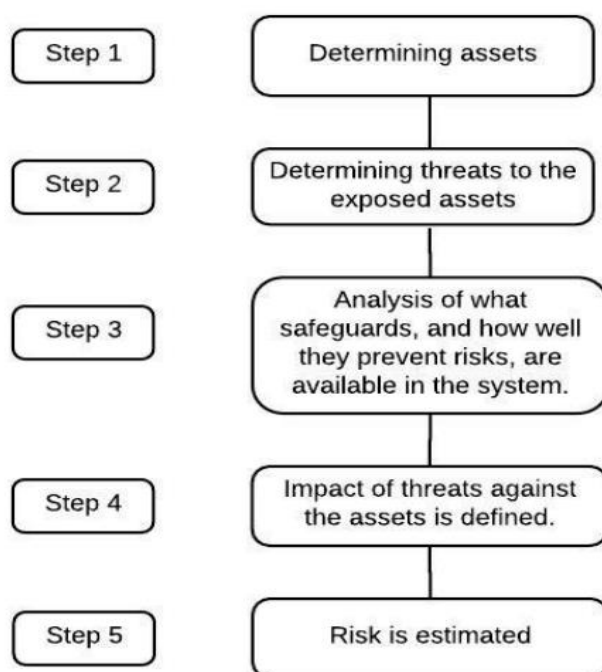 Step 1
Determining assets
Step 2
Determining threats to the
exposed assets
Step 3
Analysis of what
safeguards, and how well
they prevent risks, are
available in the system.
Step 4
Impact of threats against
the assets is defined.
Step 5
Risk is estimated